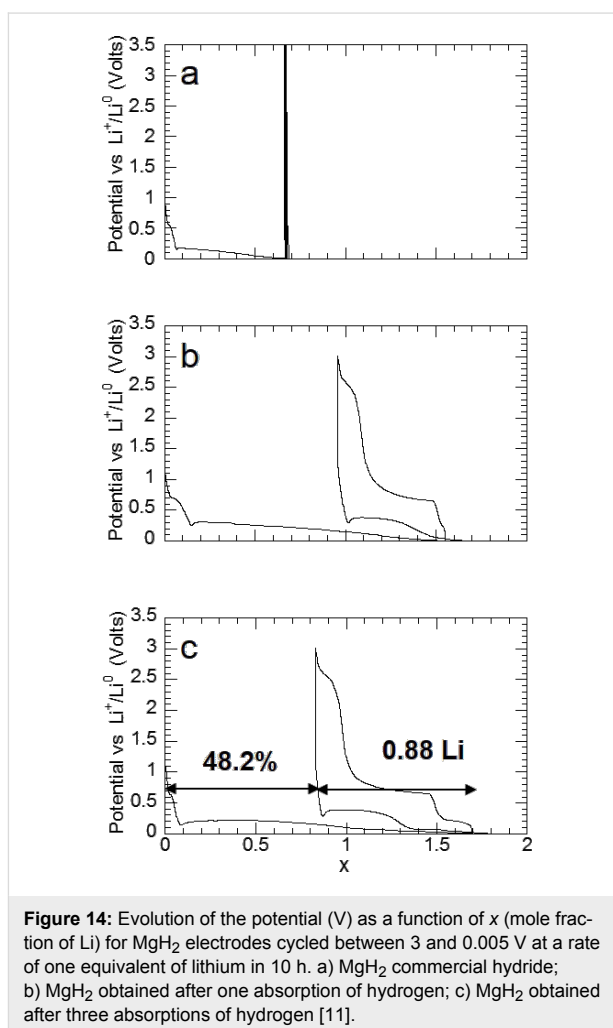 a
Potential vs Li⁺/Li⁰ (Volts)
3.5
3
2.5
2
1.5
1
0.5
0
b
Potential vs Li⁺/Li⁰ (Volts)
3.5
3
2.5
2
1.5
1
0.5
0
c
Potential vs Li⁺/Li⁰ (Volts)
3.5
3
2.5
2
1.5
1
0.5
0
48.2%
0.88 Li
0 0.5 1 1.5 2
x
Figure 14: Evolution of the potential (V) as a function of x (mole frac-
tion of Li) for MgH₂ electrodes cycled between 3 and 0.005 V at a rate
of one equivalent of lithium in 10 h. a) MgH₂ commercial hydride;
b) MgH₂ obtained after one absorption of hydrogen; c) MgH₂ obtained
after three absorptions of hydrogen [11].